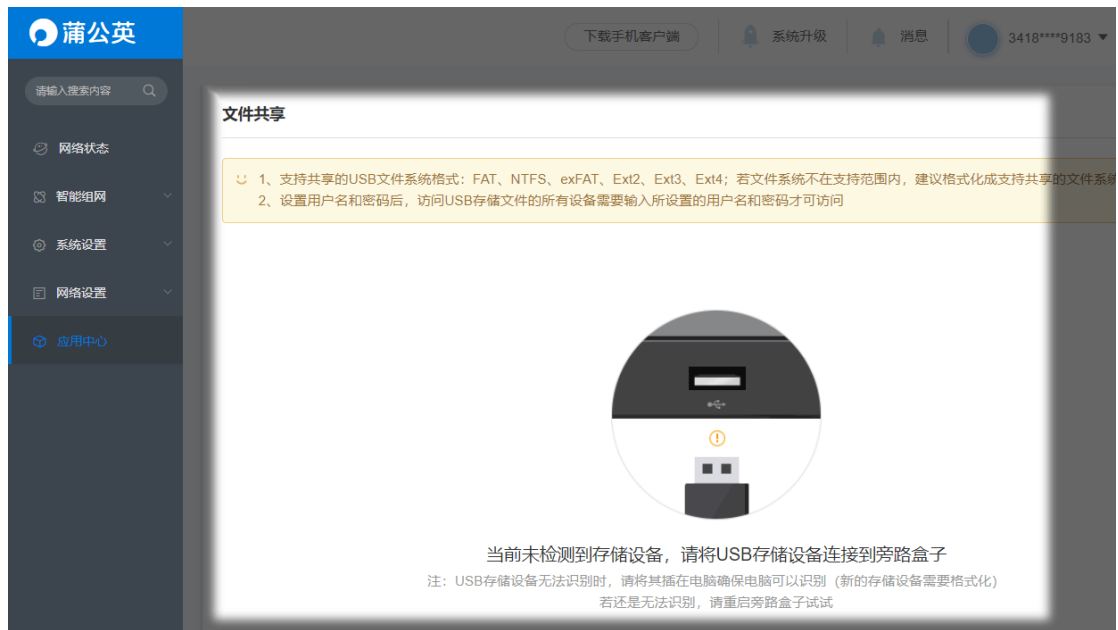 蒲公英
下载手机客户端
系统升级
消息
3418****9183
请输入搜索内容
网络状态
智能组网
系统设置
网络设置
应用中心
文件共享
1、支持共享的USB文件系统格式：FAT、NTFS、exFAT、Ext2、Ext3、Ext4；若文件系统不在支持范围内，建议格式化成支持共享的文件系统
2、设置用户名和密码后，访问USB存储文件的所有设备需要输入所设置的用户名和密码才可访问
当前未检测到存储设备，请将USB存储设备连接到旁路盒子
注：USB存储设备无法识别时，请将其插在电脑确保电脑可以识别（新的存储设备需要格式化）
若还是无法识别，请重启旁路盒子试试